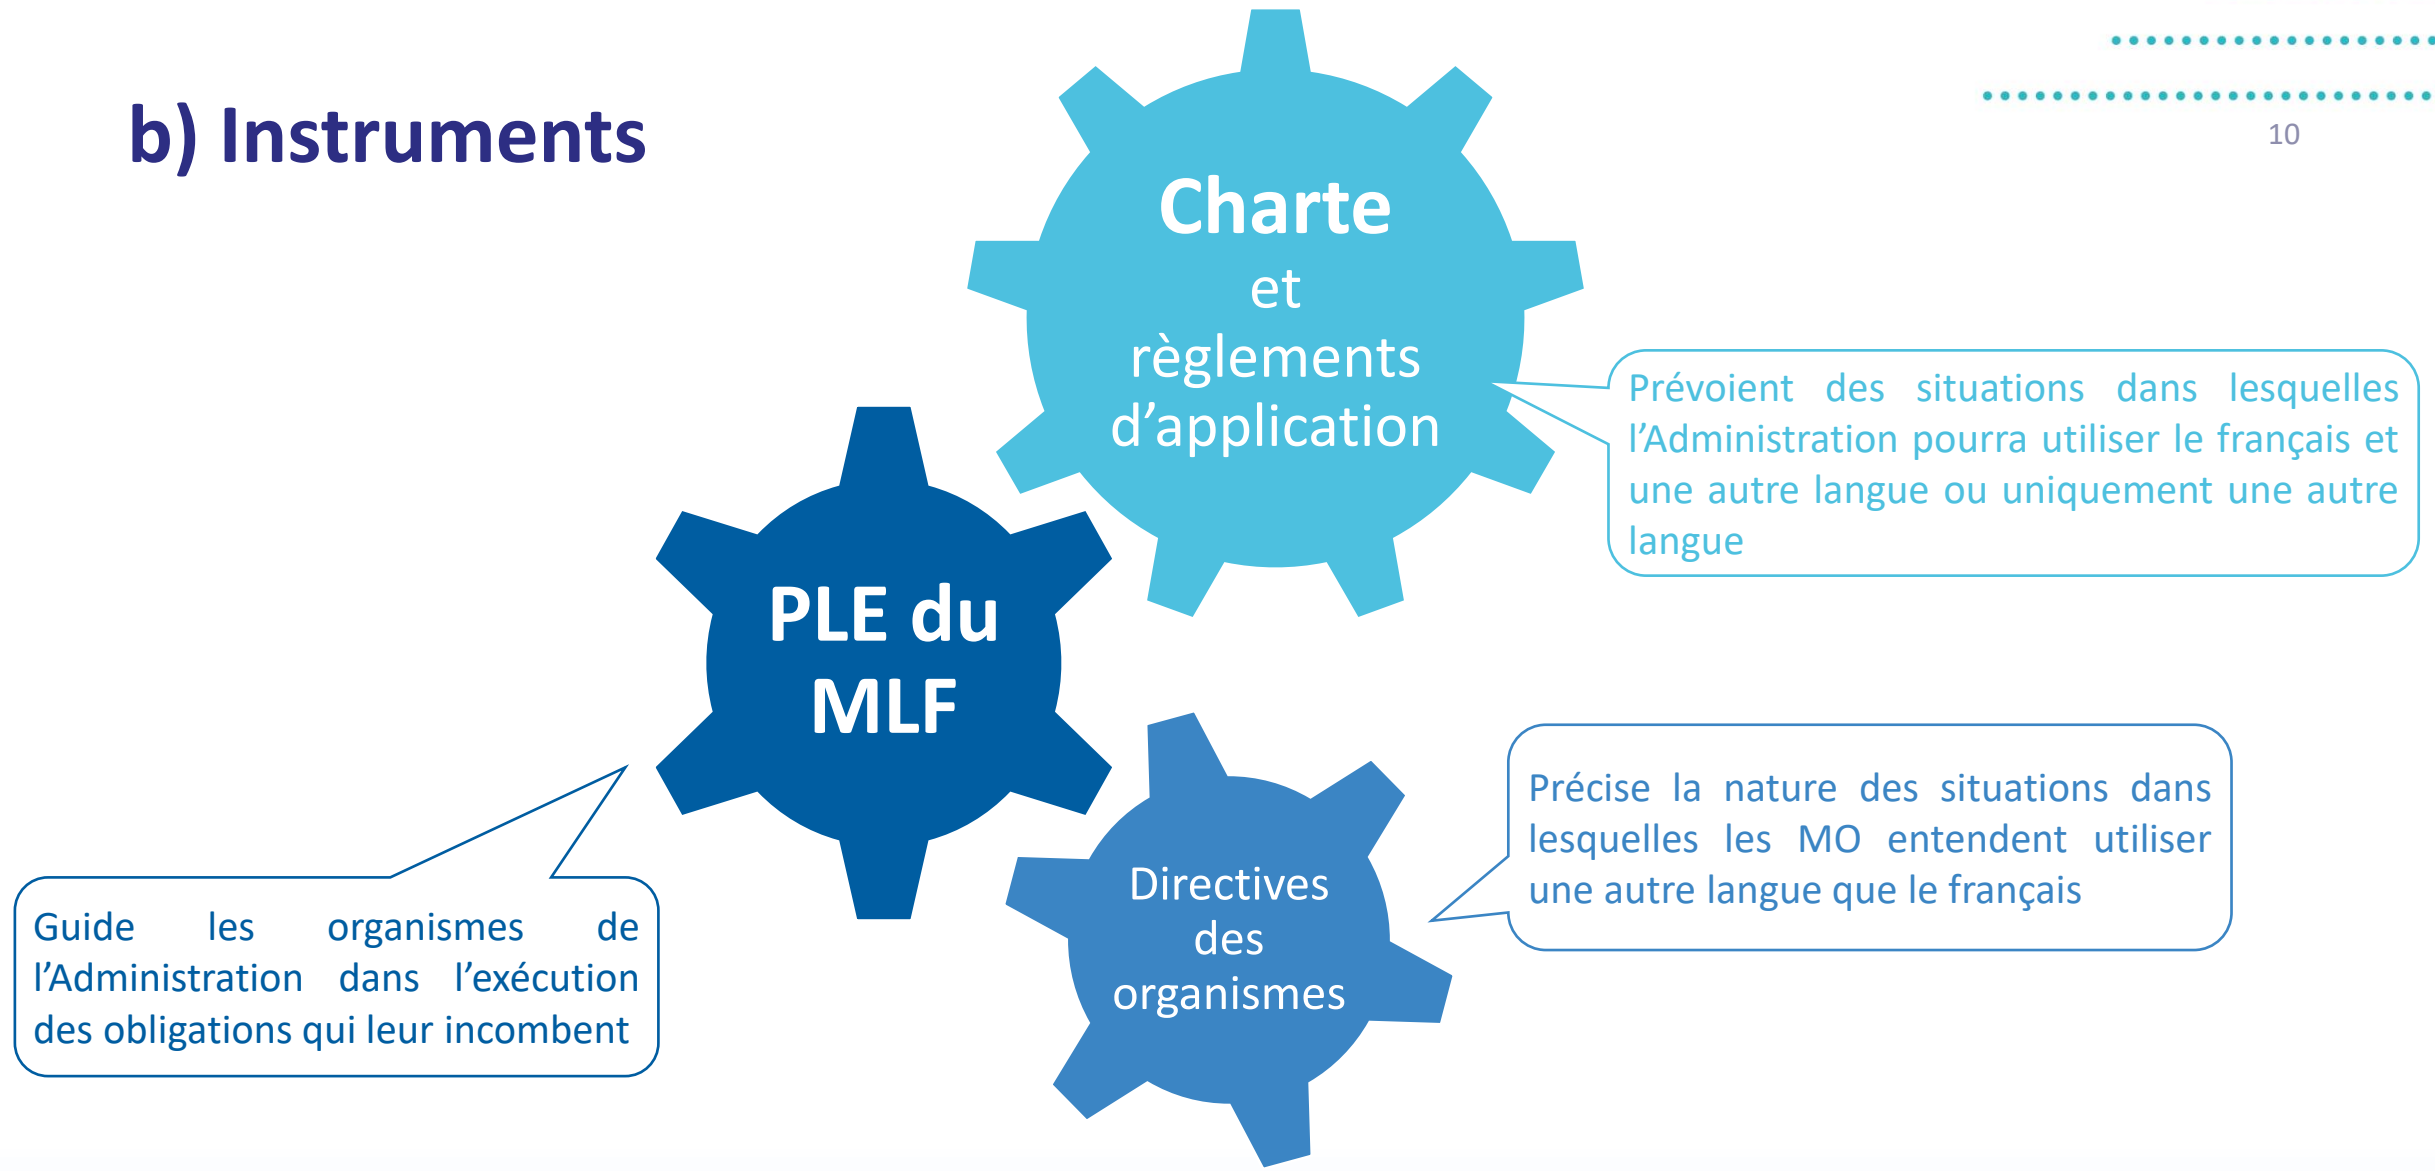 b) Instruments
10
Charte
et
règlements
d’application
Prévoient des situations dans lesquelles
l’Administration pourra utiliser le français et
une autre langue ou uniquement une autre
langue
PLE du
MLF
Guide les organismes de
l’Administration dans l’exécution
des obligations qui leur incombent
Directives
des
organismes
Précise la nature des situations dans
lesquelles les MO entendent utiliser
une autre langue que le français